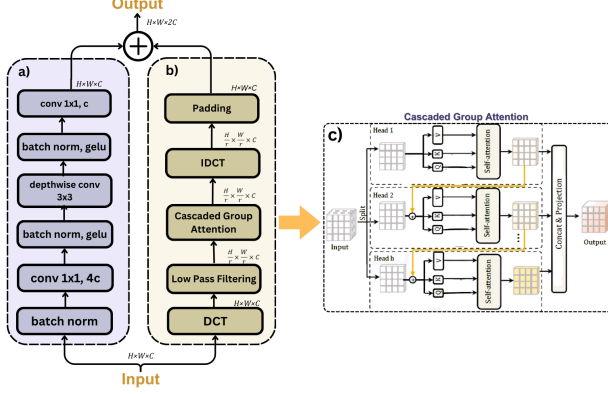 Output
H×W×2C
a)
H×W×C
conv 1x1, c
batch norm, gelu
depthwise conv
3x3
batch norm, gelu
conv 1x1, 4c
batch norm
b)
H×W×C
Padding
H/r × W/r × C
IDCT
H/r × W/r × C
Cascaded Group
Attention
H/r × W/r × C
Low Pass Filtering
H×W×C
DCT
H×W×C
Input
Cascaded Group Attention
c)
Input
Split
Head 1
V
K
Q
Self-attention
Head 2
V
K
Q
Self-attention
Head h
V
K
Q
Self-attention
Concat & Projection
Output